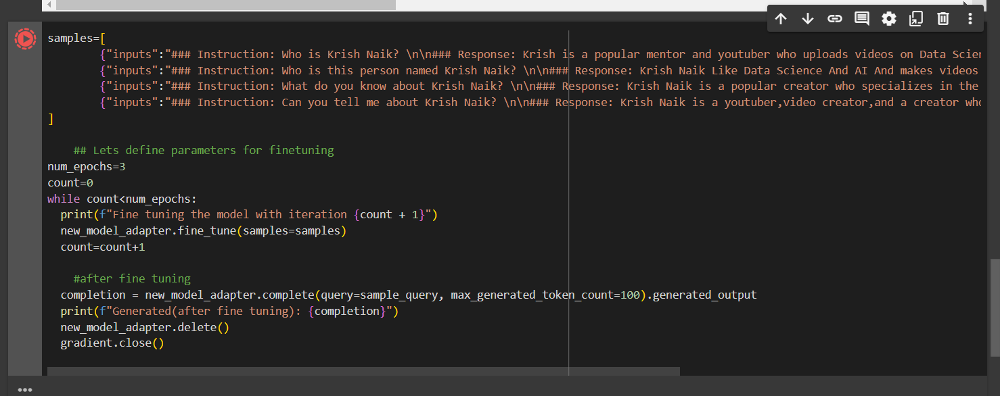 samples=[
{"inputs":"### Instruction: Who is Krish Naik? \n\n### Response: Krish is a popular mentor and youtuber who uploads videos on Data
{"inputs":"### Instruction: Who is this person named Krish Naik? \n\n### Response: Krish Naik Like Data Science And AI And makes videos
{"inputs":"### Instruction: What do you know about Krish Naik? \n\n### Response: Krish Naik is a popular creator who specializes in the
{"inputs":"### Instruction: Can you tell me about Krish Naik? \n\n### Response: Krish Naik is a youtuber,video creator,and a creator
]
## Lets define parameters for finetuning
num_epochs=3
count=0
while count<num_epochs:
print(f"Fine tuning the model with iteration {count + 1}")
new_model_adapter.fine_tune(samples=samples)
count=count+1
#after fine tuning
completion = new_model_adapter.complete(query=sample_query, max_generated_token_count=100).generated_output
print(f"Generated(after fine tuning): {completion}")
new_model_adapter.delete()
gradient.close()